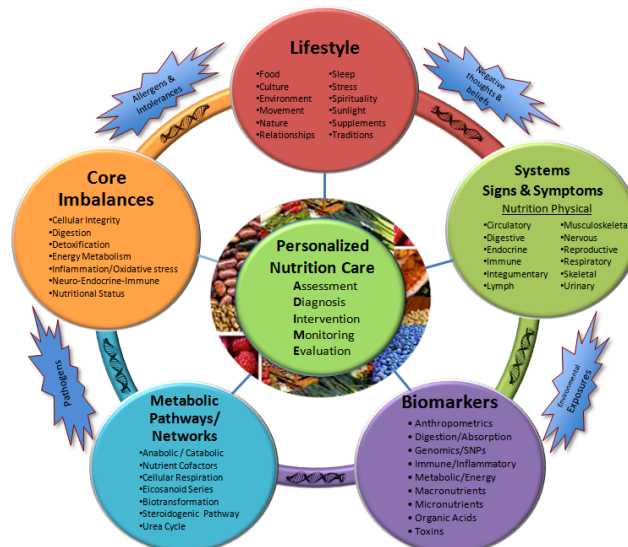 Lifestyle
•Food
•Culture
•Environment
•Movement
•Nature
•Relationships
•Sleep
•Stress
•Spirituality
•Sunlight
•Supplements
•Traditions
Allergens &
Intolerances
Negative
thoughts &
beliefs
Core
Imbalances
•Cellular Integrity
•Digestion
•Detoxification
•Energy Metabolism
•Inflammation/Oxidative stress
•Neuro-Endocrine-Immune
•Nutritional Status
Systems
Signs & Symptoms
Nutrition Physical
•Circulatory
•Digestive
•Endocrine
•Immune
•Integumentary
•Lymph
•Musculoskeletal
•Nervous
•Reproductive
•Respiratory
•Skeletal
•Urinary
Personalized
Nutrition Care
Assessment
Diagnosis
Intervention
Monitoring
Evaluation
Pathogens
Environmental
Exposures
Metabolic
Pathways/
Networks
•Anabolic / Catabolic
•Nutrient Cofactors
•Cellular Respiration
•Eicosanoid Series
•Biotransformation
•Steroidogenic Pathway
•Urea Cycle
Biomarkers
• Anthropometrics
• Digestion/Absorption
• Genomics/SNPs
• Immune/Inflammatory
• Metabolic/Energy
• Macronutrients
• Micronutrients
• Organic Acids
• Toxins